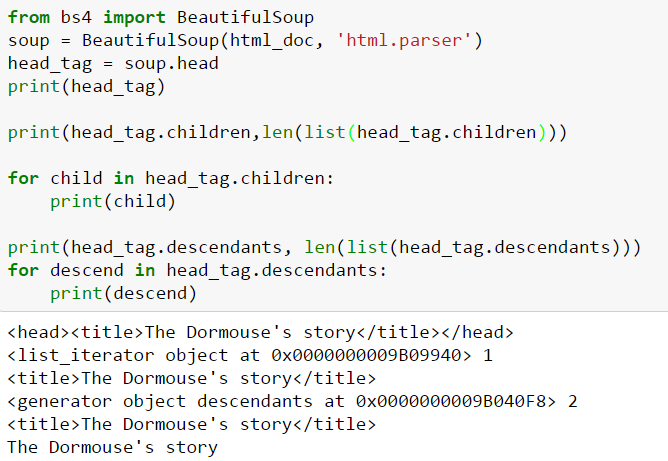 from bs4 import BeautifulSoup
soup = BeautifulSoup(html_doc, 'html.parser')
head_tag = soup.head
print(head_tag)
print(head_tag.children,len(list(head_tag.children)))
for child in head_tag.children:
    print(child)
print(head_tag.descendants, len(list(head_tag.descendants)))
for descend in head_tag.descendants:
    print(descend)
<head><title>The Dormouse's story</title></head>
<list_iterator object at 0x0000000009B09940> 1
<title>The Dormouse's story</title>
<generator object descendants at 0x0000000009B040F8> 2
<title>The Dormouse's story</title>
The Dormouse's story